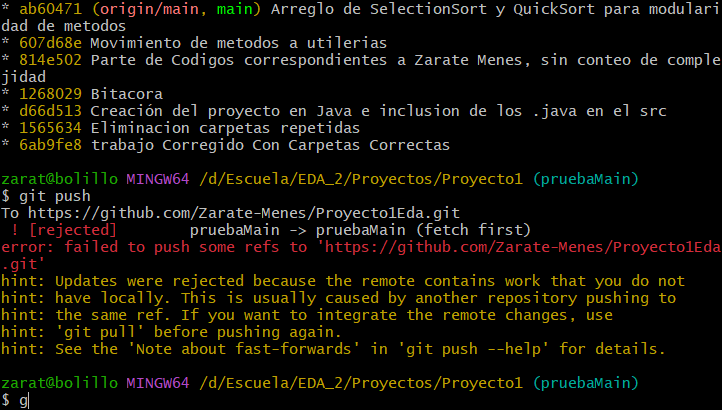 * ab60471 (origin/main, main) Arreglo de SelectionSort y QuickSort para modulari
dad de metodos
* 607d68e Movimiento de metodos a utilerias
* 814e502 Parte de Codigos correspondientes a Zarate Menes, sin conteo de comple
jidad
* 1268029 Bitacora
* d66d513 Creación del proyecto en Java e inclusion de los .java en el src
* 1565634 Eliminacion carpetas repetidas
* 6ab9fe8 trabajo Corregido Con Carpetas Correctas
zarat@bolillo MINGW64 /d/Escuela/EDA_2/Proyectos/Proyecto1 (pruebaMain)
$ git push
To https://github.com/Zarate-Menes/Proyecto1Eda.git
 ! [rejected]        pruebaMain -> pruebaMain (fetch first)
error: failed to push some refs to 'https://github.com/Zarate-Menes/Proyecto1Eda
.git'
hint: Updates were rejected because the remote contains work that you do not
hint: have locally. This is usually caused by another repository pushing to
hint: the same ref. If you want to integrate the remote changes, use
hint: 'git pull' before pushing again.
hint: See the 'Note about fast-forwards' in 'git push --help' for details.
zarat@bolillo MINGW64 /d/Escuela/EDA_2/Proyectos/Proyecto1 (pruebaMain)
$ g